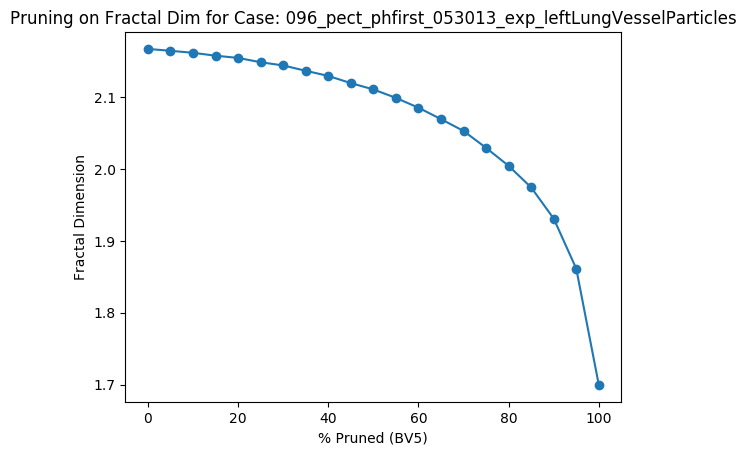 Pruning on Fractal Dim for Case: 096_pect_phfirst_053013_exp_leftLungVesselParticles
Fractal Dimension
2.1
2.0
1.9
1.8
1.7
0 20 40 60 80 100
% Pruned (BV5)